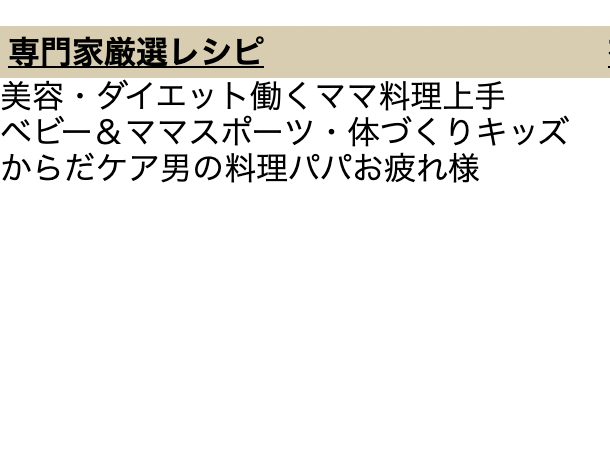 専門家厳選レシピ
美容・ダイエット働くママ料理上手
ベビー＆ママスポーツ・体づくりキッズ
からだケア男の料理パパお疲れ様